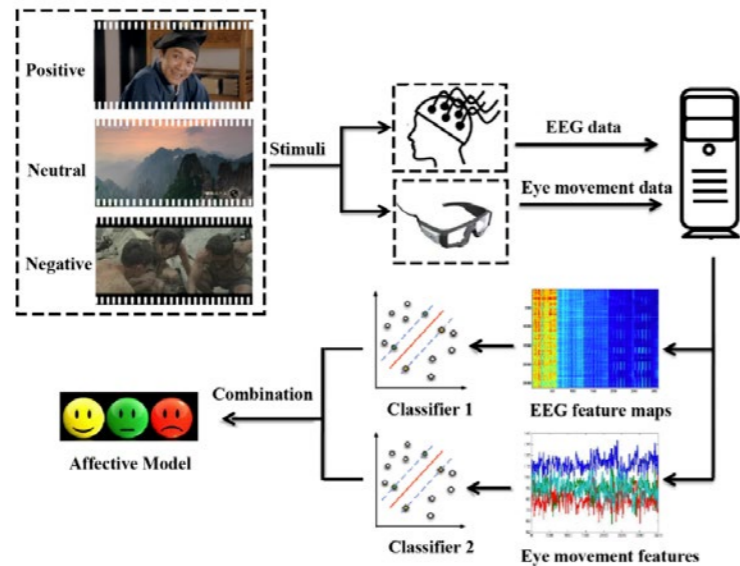 Positive
Neutral
Negative
Stimuli
EEG data
Eye movement data
EEG feature maps
Classifier 1
Combination
Affective Model
Classifier 2
Eye movement features